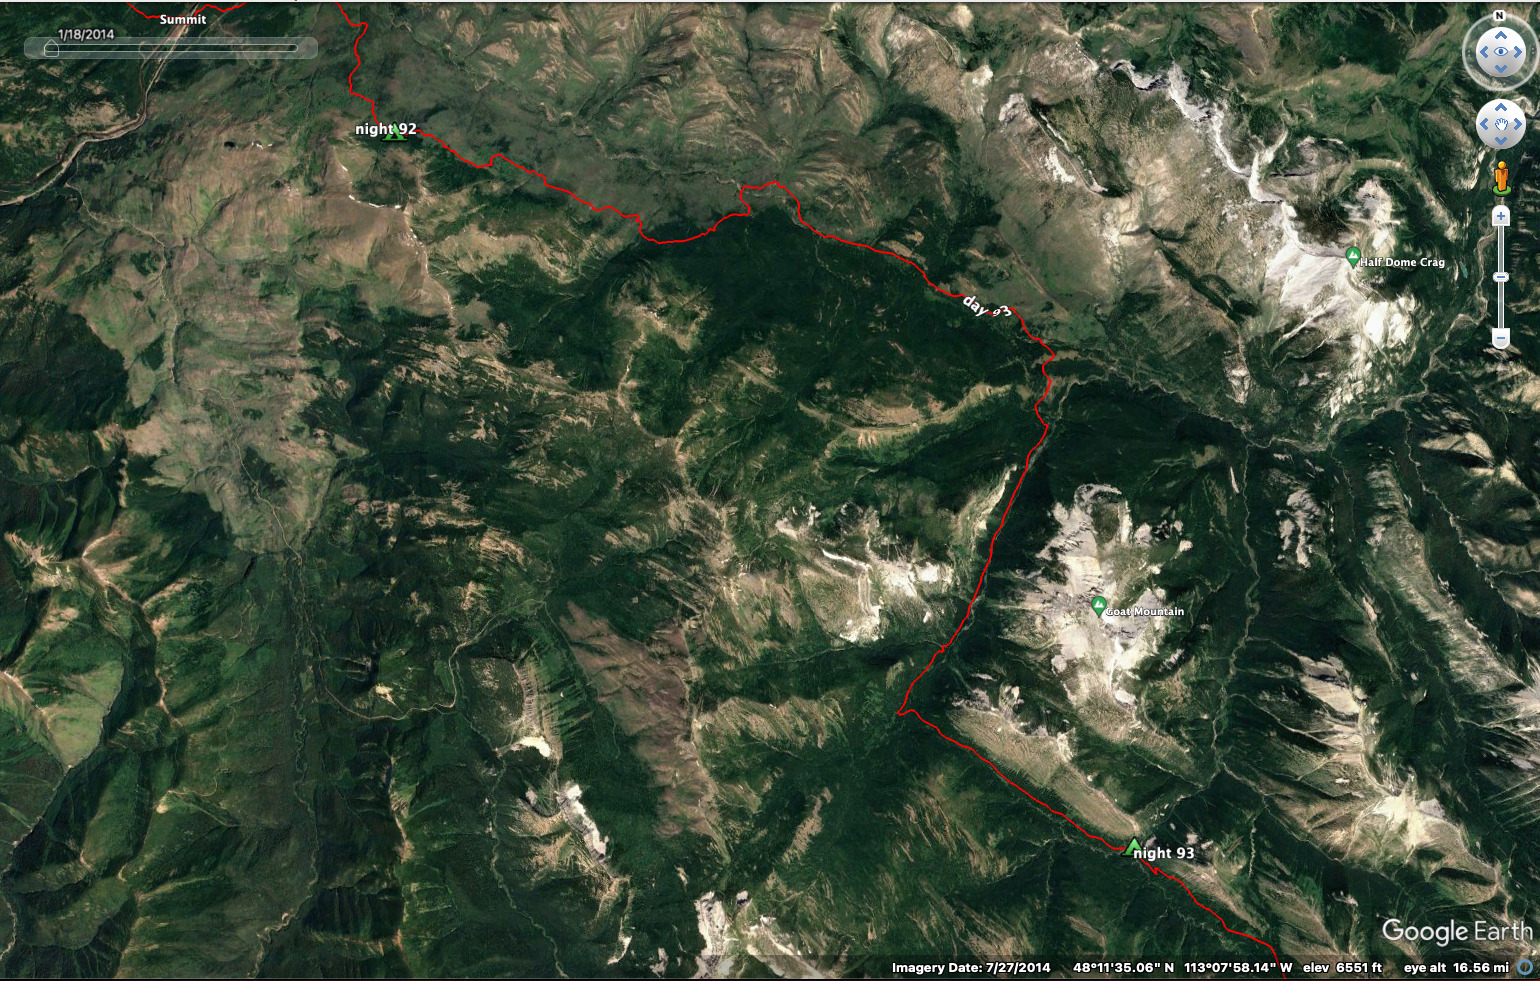 Summit
N
1/18/2014
night 92
Half Dome Crag
day 93
Goat Mountain
night 93
Google Earth
Imagery Date: 7/27/2014 48°11'35.06" N 113°07'58.14" W elev 6551 ft eye alt 16.56 mi